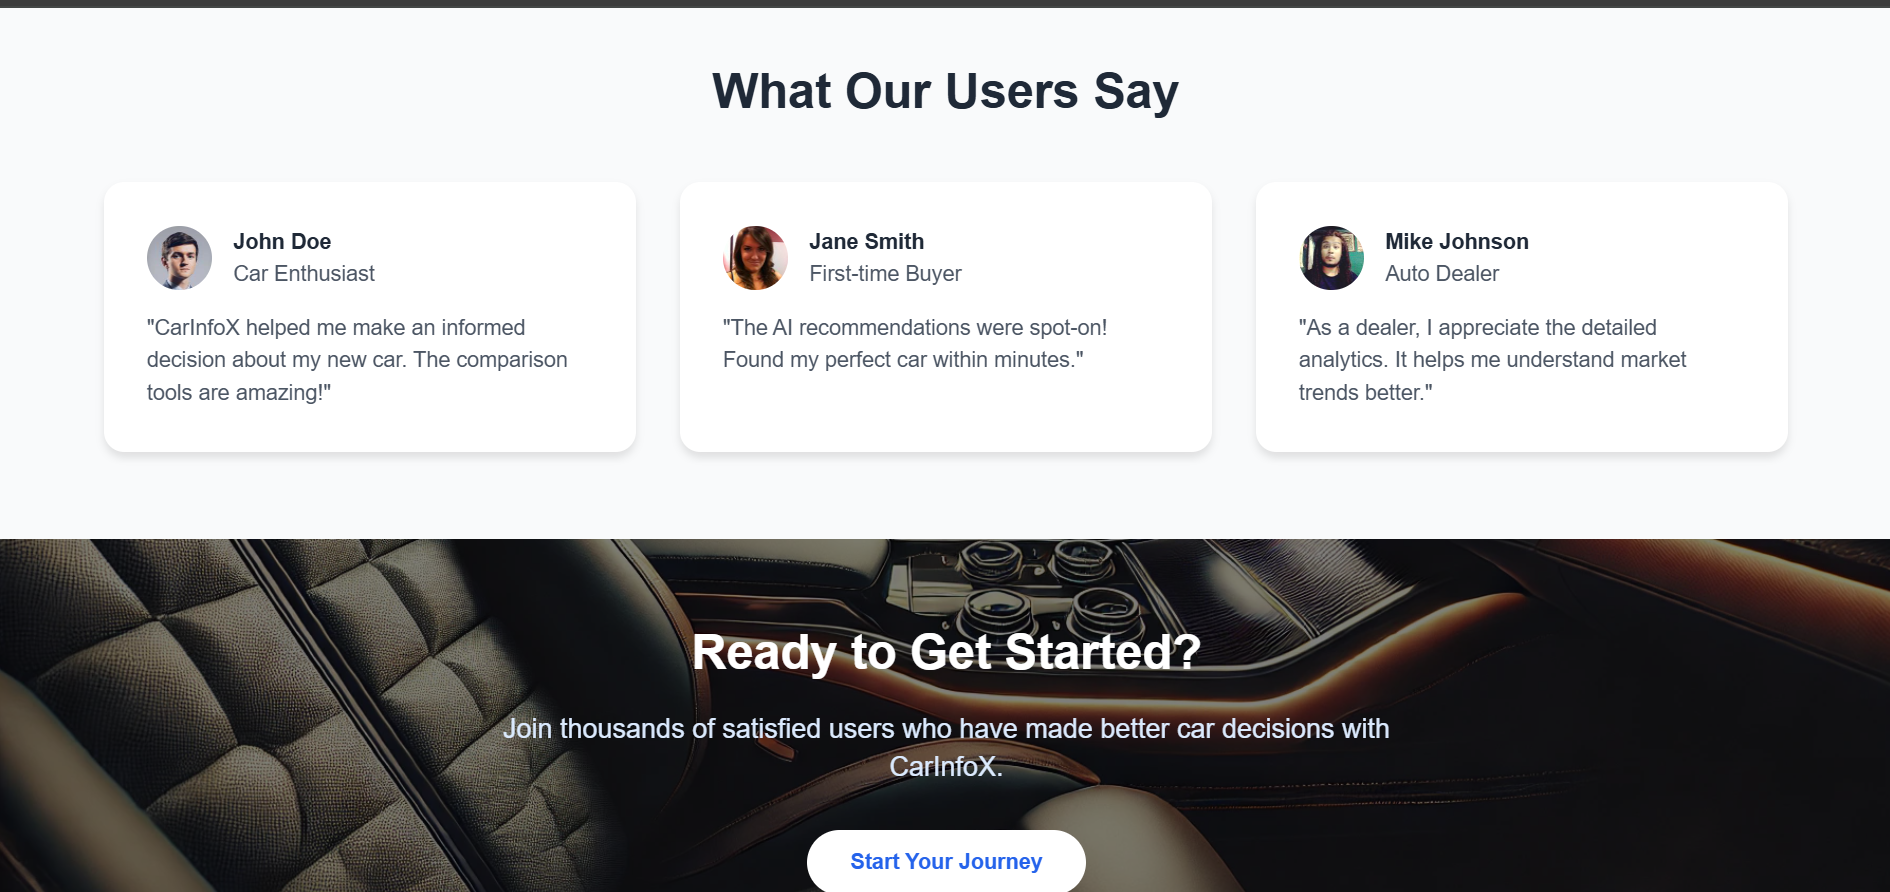 What Our Users Say
John Doe
Car Enthusiast
"CarInfoX helped me make an informed
decision about my new car. The comparison
tools are amazing!"
Jane Smith
First-time Buyer
"The AI recommendations were spot-on!
Found my perfect car within minutes."
Mike Johnson
Auto Dealer
"As a dealer, I appreciate the detailed
analytics. It helps me understand market
trends better."
Ready to Get Started?
Join thousands of satisfied users who have made better car decisions with
CarInfoX.
Start Your Journey